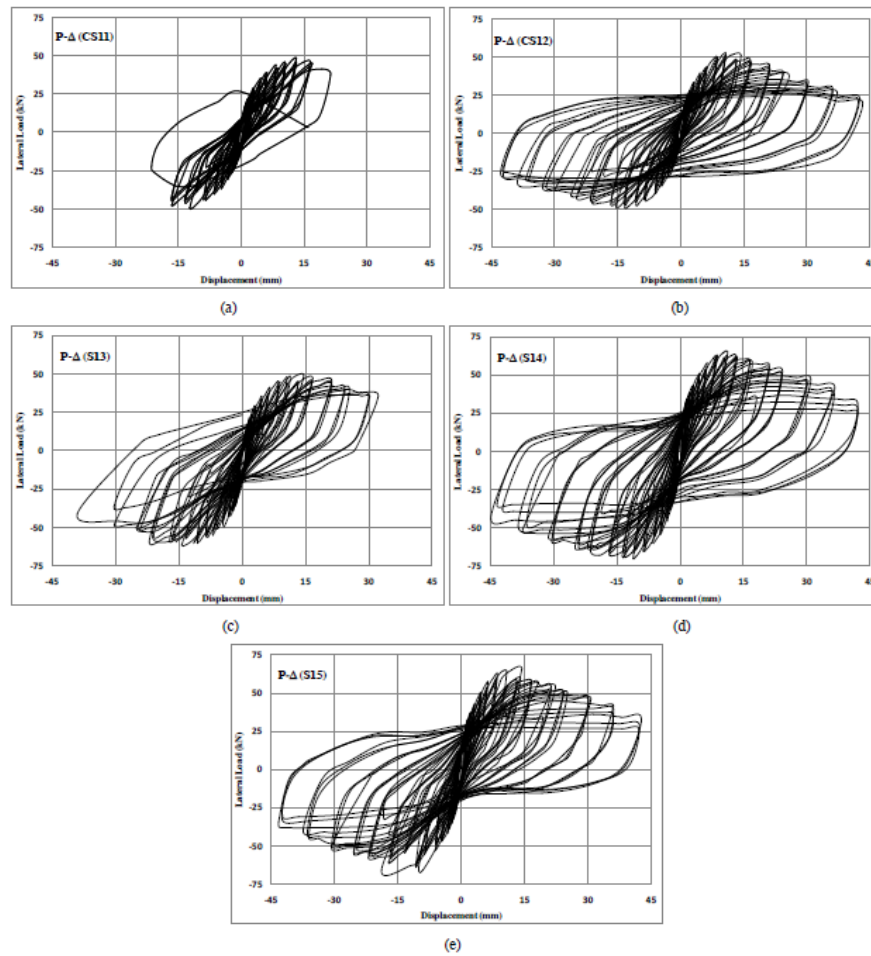 P-Δ (CS11)
75
50
25
0
-25
-50
-75
Lateral Load (kN)
-45 -30 -15 0 15 30 45
Displacement (mm)
(a)
P-Δ (CS12)
75
50
25
0
-25
-50
-75
Lateral Load (kN)
-45 -30 -15 0 15 30 45
Displacement (mm)
(b)
P-Δ (S13)
75
50
25
0
-25
-50
-75
Lateral Load (kN)
-45 -30 -15 0 15 30 45
Displacement (mm)
(c)
P-Δ (S14)
75
50
25
0
-25
-50
-75
Lateral Load (kN)
-45 -30 -15 0 15 30 45
Displacement (mm)
(d)
P-Δ (S15)
75
50
25
0
-25
-50
-75
Lateral Load (kN)
-45 -30 -15 0 15 30 45
Displacement (mm)
(e)